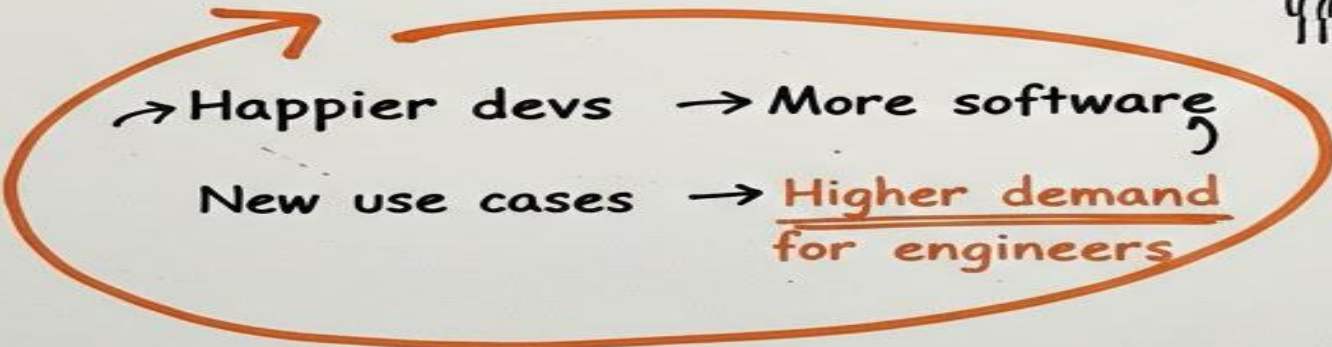 → Happier devs → More software
New use cases → Higher demand
for engineers